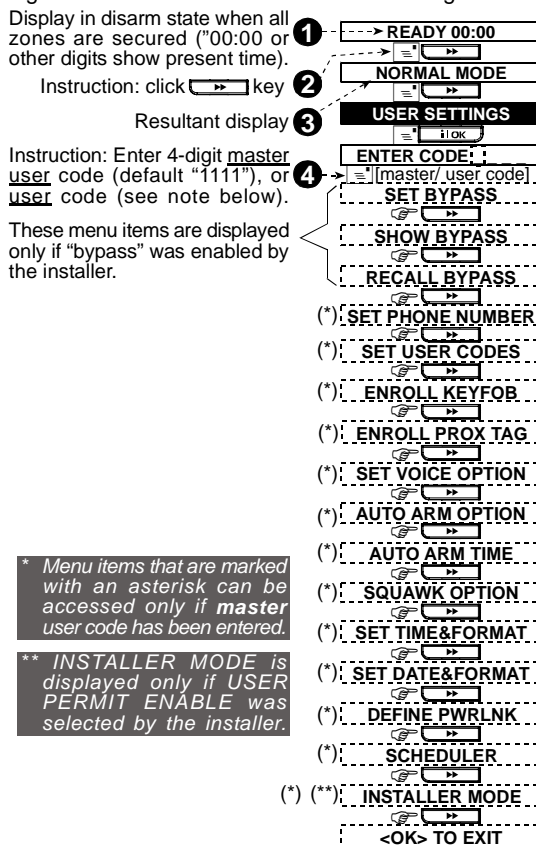 Display in disarm state when all
zones are secured ("00:00 or
other digits show present time).
Instruction: click ▸▸ key
Resultant display
Instruction: Enter 4-digit master
user code (default “1111”), or
user code (see note below).
These menu items are displayed
only if “bypass” was enabled by
the installer.
* Menu items that are marked
with an asterisk can be
accessed only if master
user code has been entered.
** INSTALLER MODE is
displayed only if USER
PERMIT ENABLE was
selected by the installer.
1 READY 00:00
2
NORMAL MODE
3
USER SETTINGS
i OK
ENTER CODE:
4 [master/ user code]
SET BYPASS
SHOW BYPASS
RECALL BYPASS
(*) SET PHONE NUMBER
(*) SET USER CODES
(*) ENROLL KEYFOB
(*) ENROLL PROX TAG
(*) SET VOICE OPTION
(*) AUTO ARM OPTION
(*) AUTO ARM TIME
(*) SQUAWK OPTION
(*) SET TIME&FORMAT
(*) SET DATE&FORMAT
(*) DEFINE PWRLNK
(*) SCHEDULER
(*) (**) INSTALLER MODE
<OK> TO EXIT